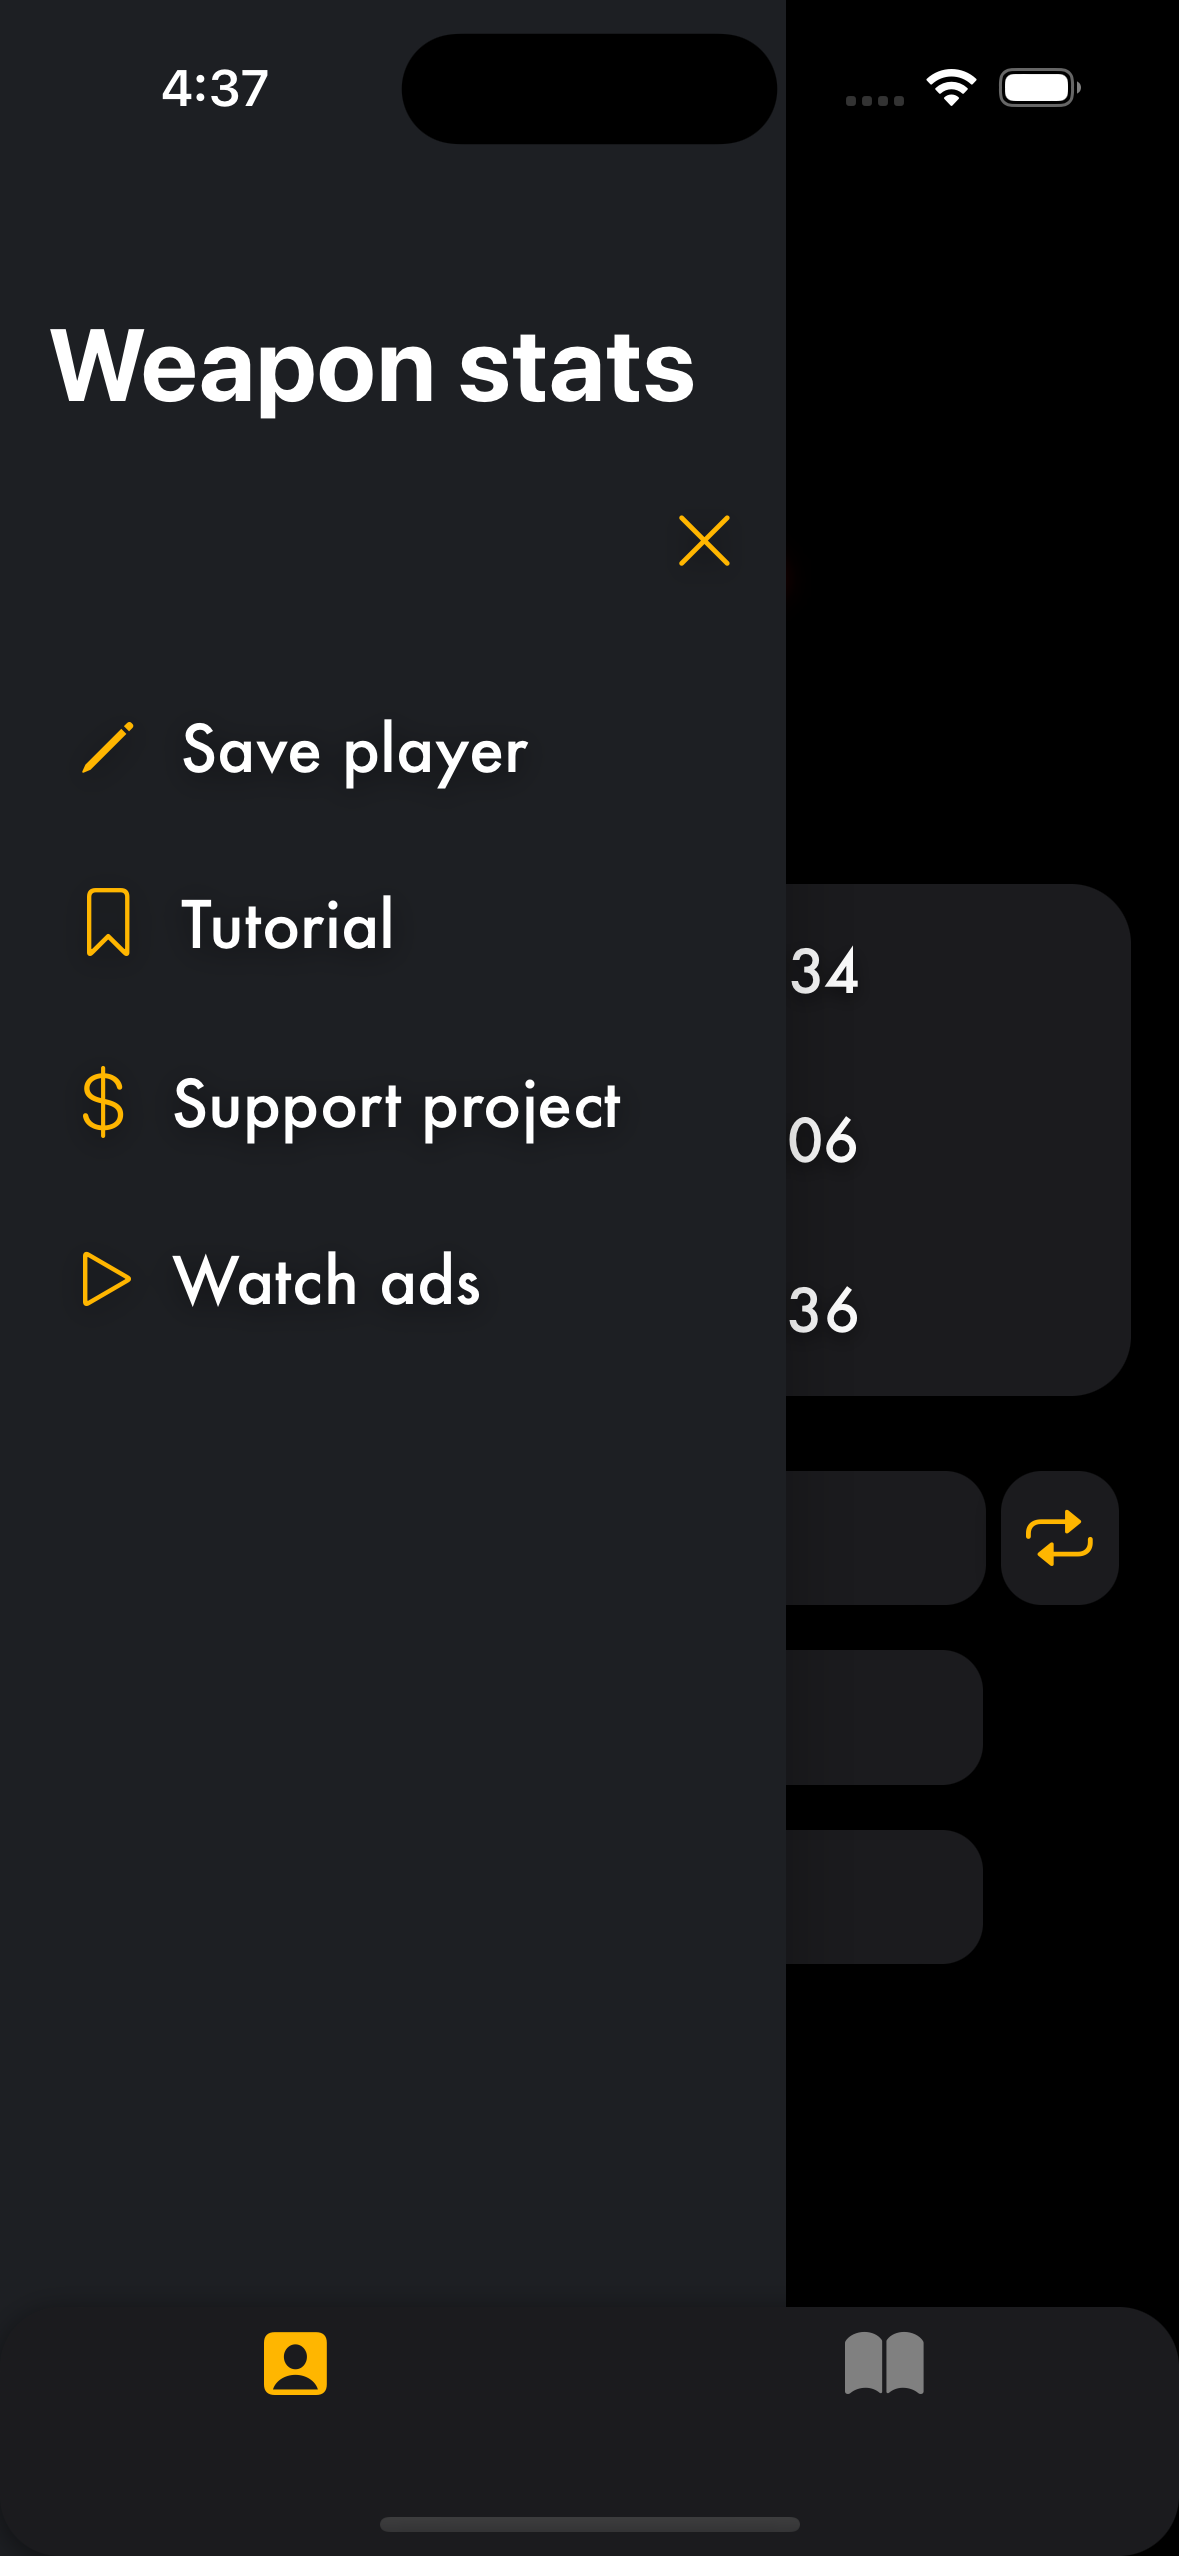 4:37
Weapon stats
Save player
Tutorial
34
Support project
06
Watch ads
36